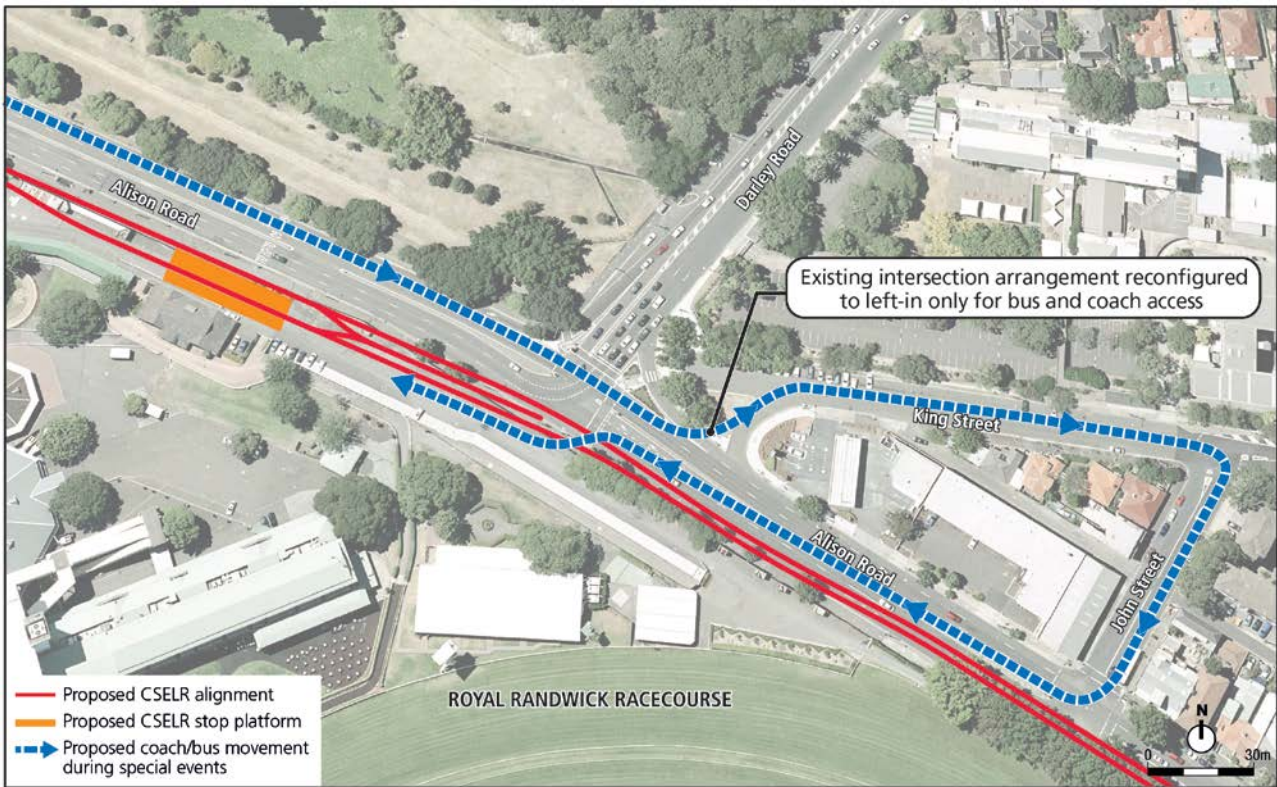 Alison Road
Darley Road
Existing intersection arrangement reconfigured
to left-in only for bus and coach access
King Street
Alison Road
John Street
ROYAL RANDWICK RACECOURSE
Proposed CSELR alignment
Proposed CSELR stop platform
Proposed coach/bus movement
during special events
N
0 30m